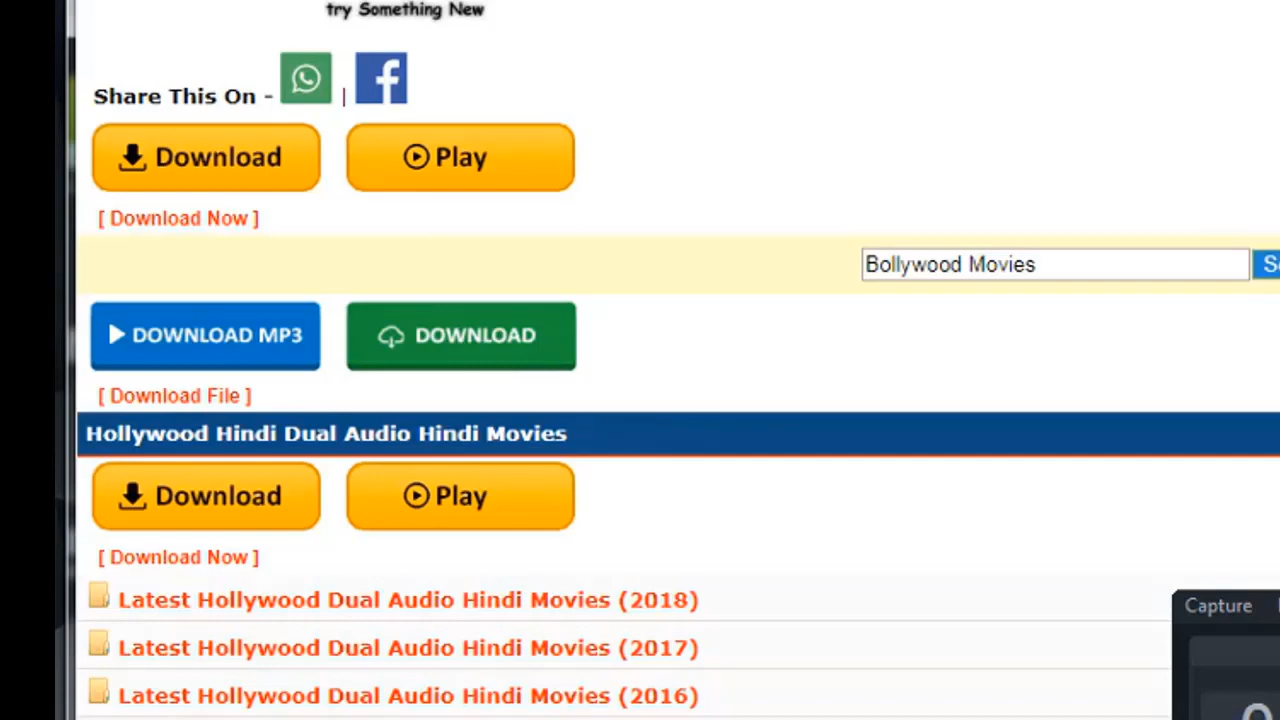 try Something New
Share This On - |
Download Play
[ Download Now ]
Bollywood Movies
DOWNLOAD MP3 DOWNLOAD
[ Download File ]
Hollywood Hindi Dual Audio Hindi Movies
Download Play
[ Download Now ]
Latest Hollywood Dual Audio Hindi Movies (2018)
Capture
Latest Hollywood Dual Audio Hindi Movies (2017)
Latest Hollywood Dual Audio Hindi Movies (2016)